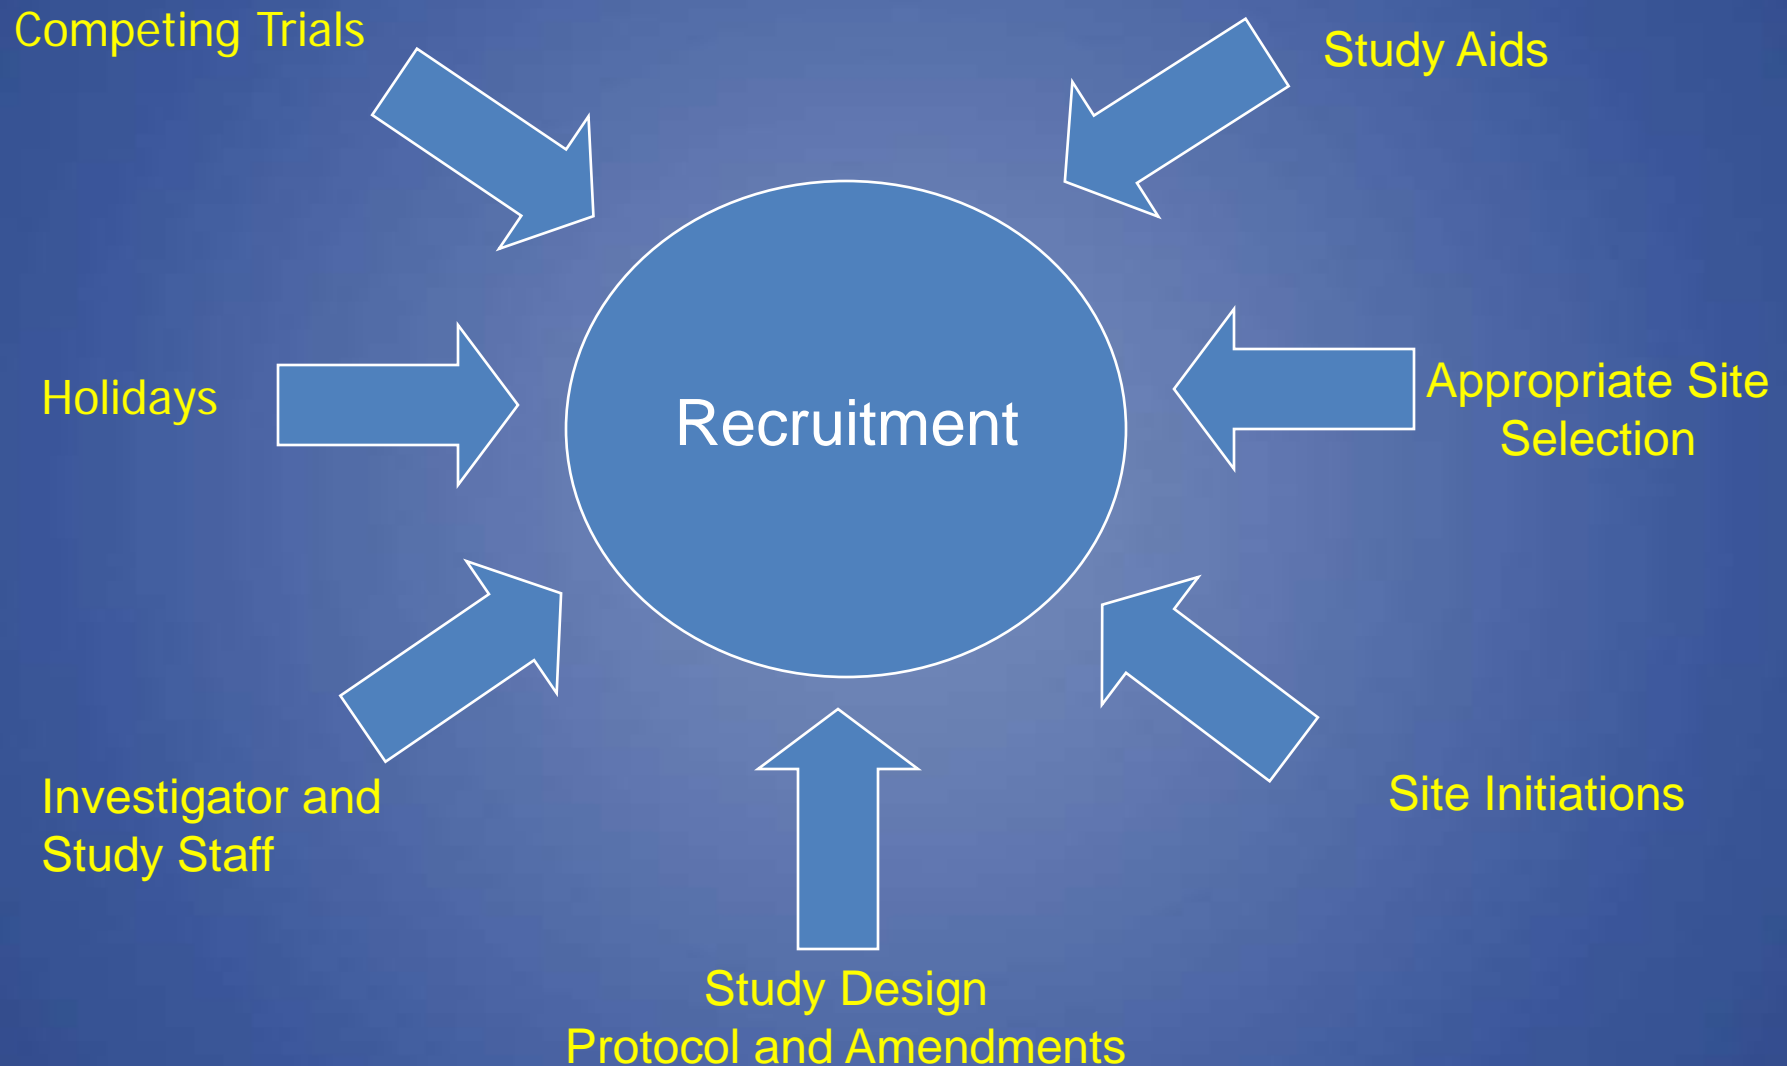 Competing Trials
Study Aids
Holidays
Recruitment
Appropriate Site
Selection
Investigator and
Study Staff
Site Initiations
Study Design
Protocol and Amendments